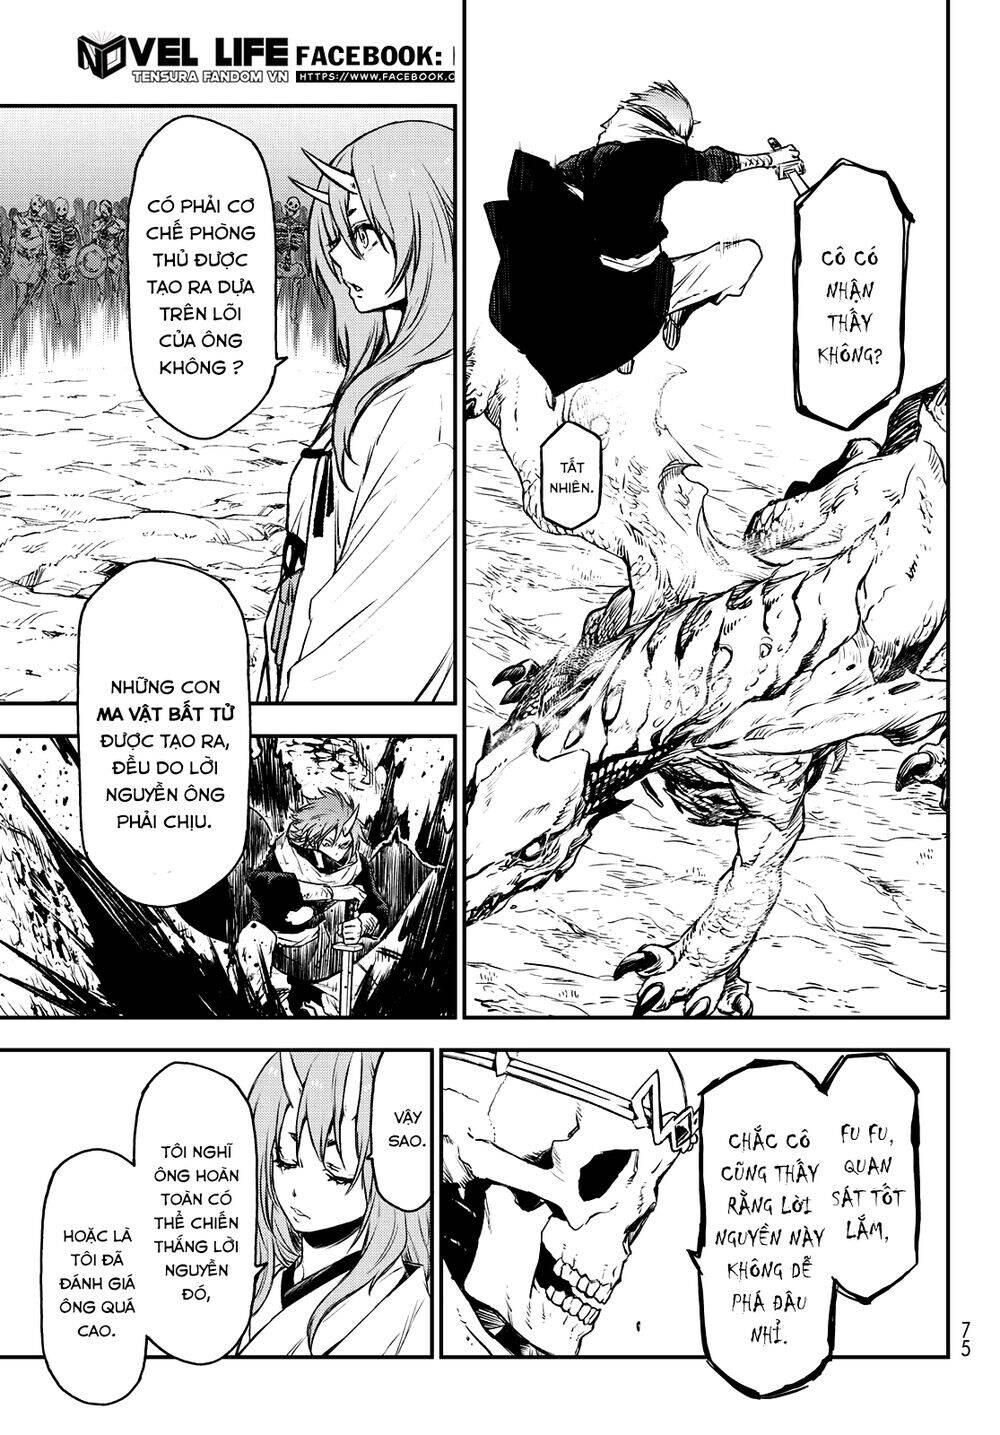 NOVEL LIFE
TENSURA FANDOM VN
FACEBOOK:
HTTPS://WWW.FACEBOOK.C
CÔ CÓ
NHẬN
THẤY
KHÔNG?
TẤT
NHIÊN.
CÓ PHẢI CƠ
CHẾ PHÒNG
THỦ ĐƯỢC
TẠO RA DỰA
TRÊN LÕI
CỦA ÔNG
KHÔNG ?
NHỮNG CON
MA VẬT BẤT TỬ
ĐƯỢC TẠO RA,
ĐỀU DO LỜI
NGUYỀN ÔNG
PHẢI CHỊU.
FU FU,
QUAN
SÁT TỐT
LẮM,
CHẮC CÔ
CŨNG THẤY
RẰNG LỜI
NGUYỀN NÀY
KHÔNG DỄ
PHÁ ĐÂU
NHỈ.
VẬY
SAO.
TÔI NGHĨ
ÔNG HOÀN
TOÀN CÓ
THỂ CHIẾN
THẮNG LỜI
NGUYỀN
ĐÓ,
HOẶC LÀ
TÔI ĐÃ
ĐÁNH GIÁ
ÔNG QUÁ
CAO.
75